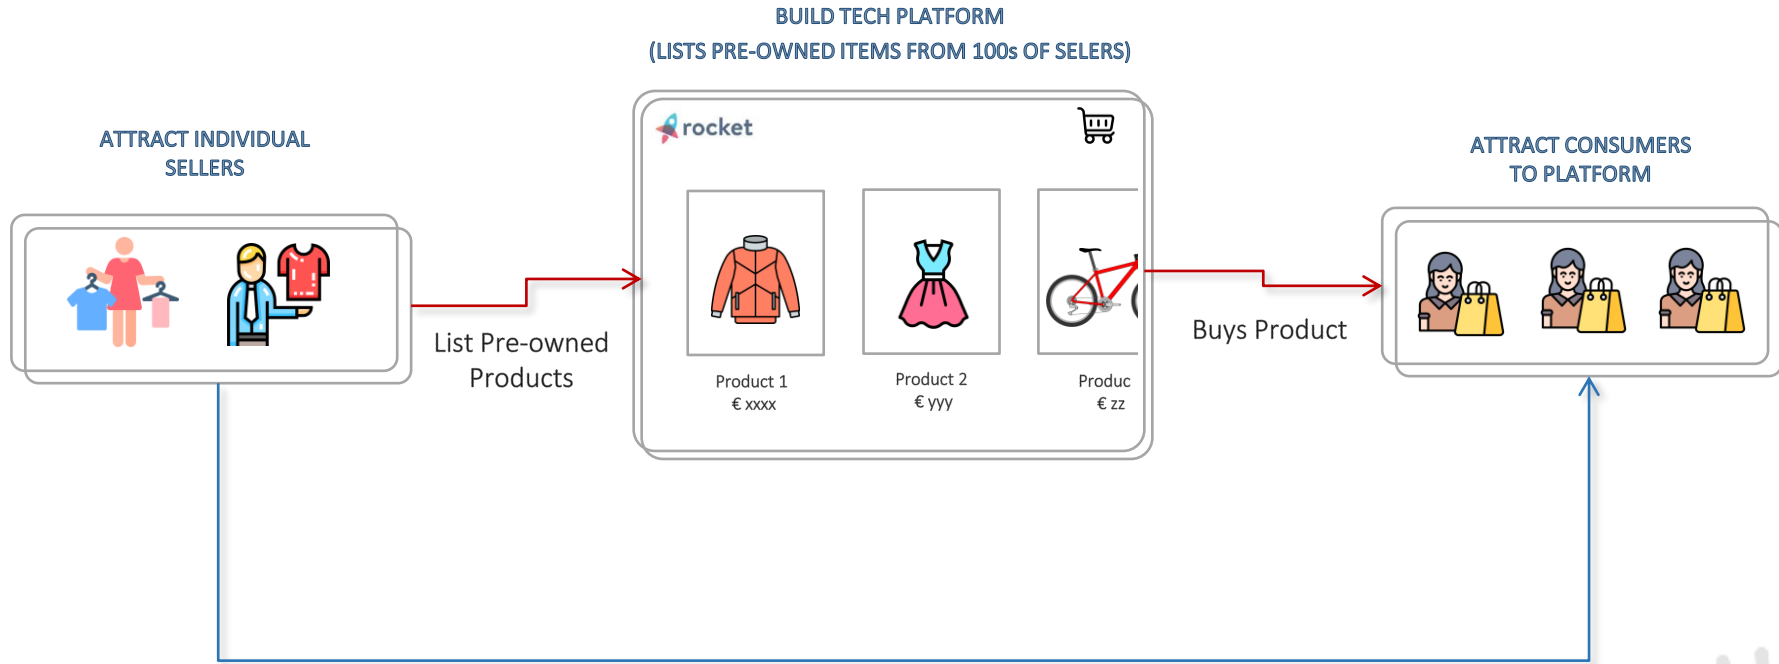 BUILD TECH PLATFORM
(LISTS PRE-OWNED ITEMS FROM 100s OF SELERS)
ATTRACT INDIVIDUAL
SELLERS
rocket
ATTRACT CONSUMERS
TO PLATFORM
List Pre-owned
Products
Buys Product
Product 1
€ xxxx
Product 2
€ yyy
Produc
€ zz